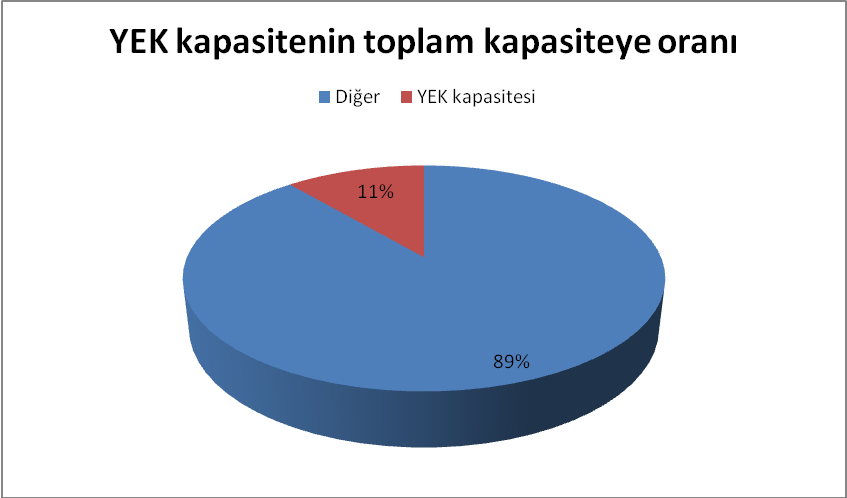 YEK kapasitenin toplam kapasiteye oranı
Diğer YEK kapasitesi
11%
89%